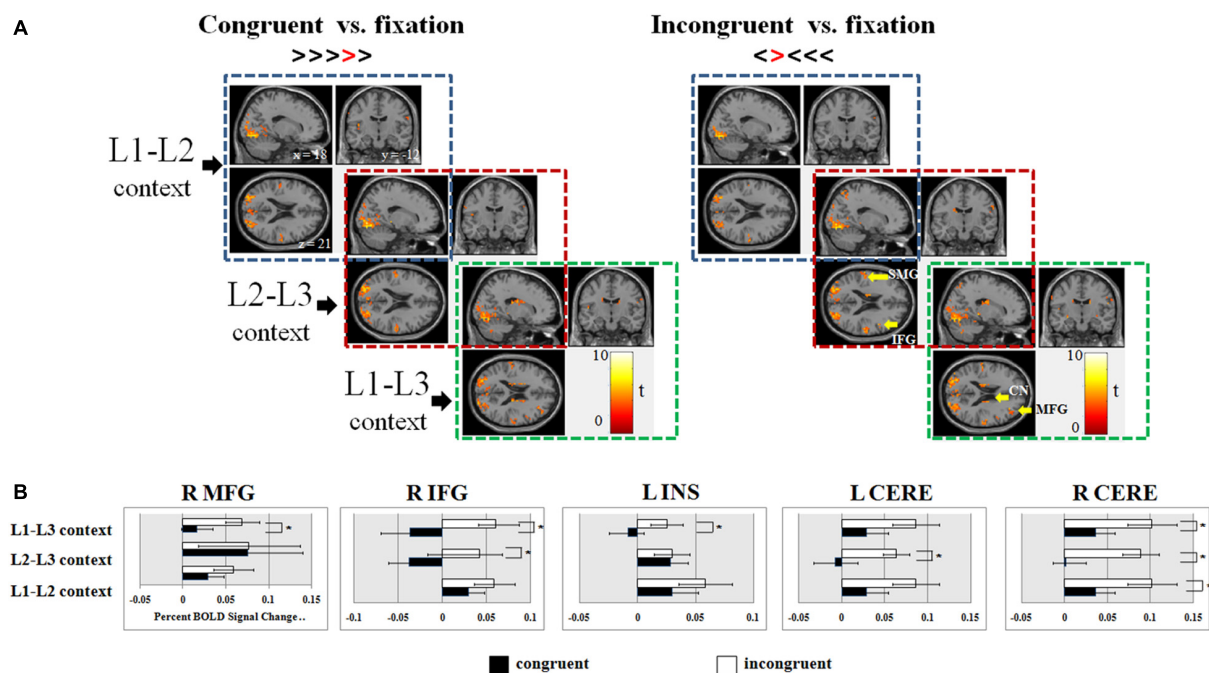 A
Congruent vs. fixation
>>>>>
Incongruent vs. fixation
<><<<
L1-L2
context
x = 18
y = -12
z = 21
L2-L3
context
SMG
IFG
L1-L3
context
10
t
0
CN
MFG
10
t
0
B
R MFG
R IFG
L INS
L CERE
R CERE
L1-L3 context
*
*
*
*
L2-L3 context
*
*
*
L1-L2 context
*
-0.05 0 0.05 0.1 0.15
Percent BOLD Signal Change..
-0.1 -0.05 0 0.05 0.1
-0.05 0 0.05 0.1
-0.05 0 0.05 0.1 0.15
-0.05 0 0.05 0.1 0.15
congruent
incongruent